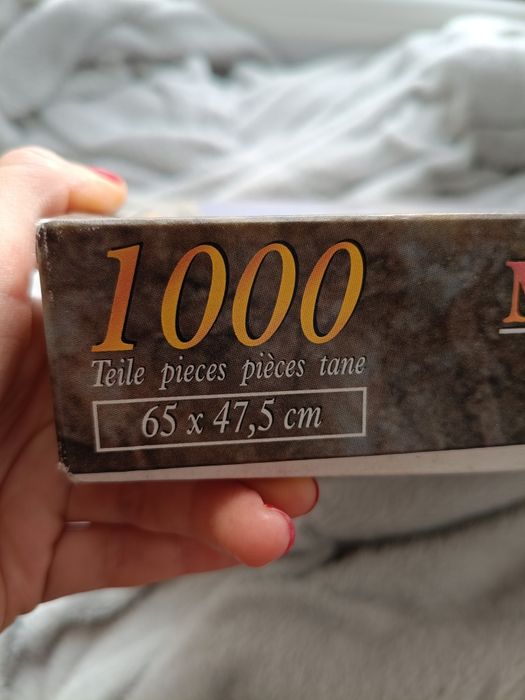 1000
Teile pieces pièces tane
65 x 47,5 cm